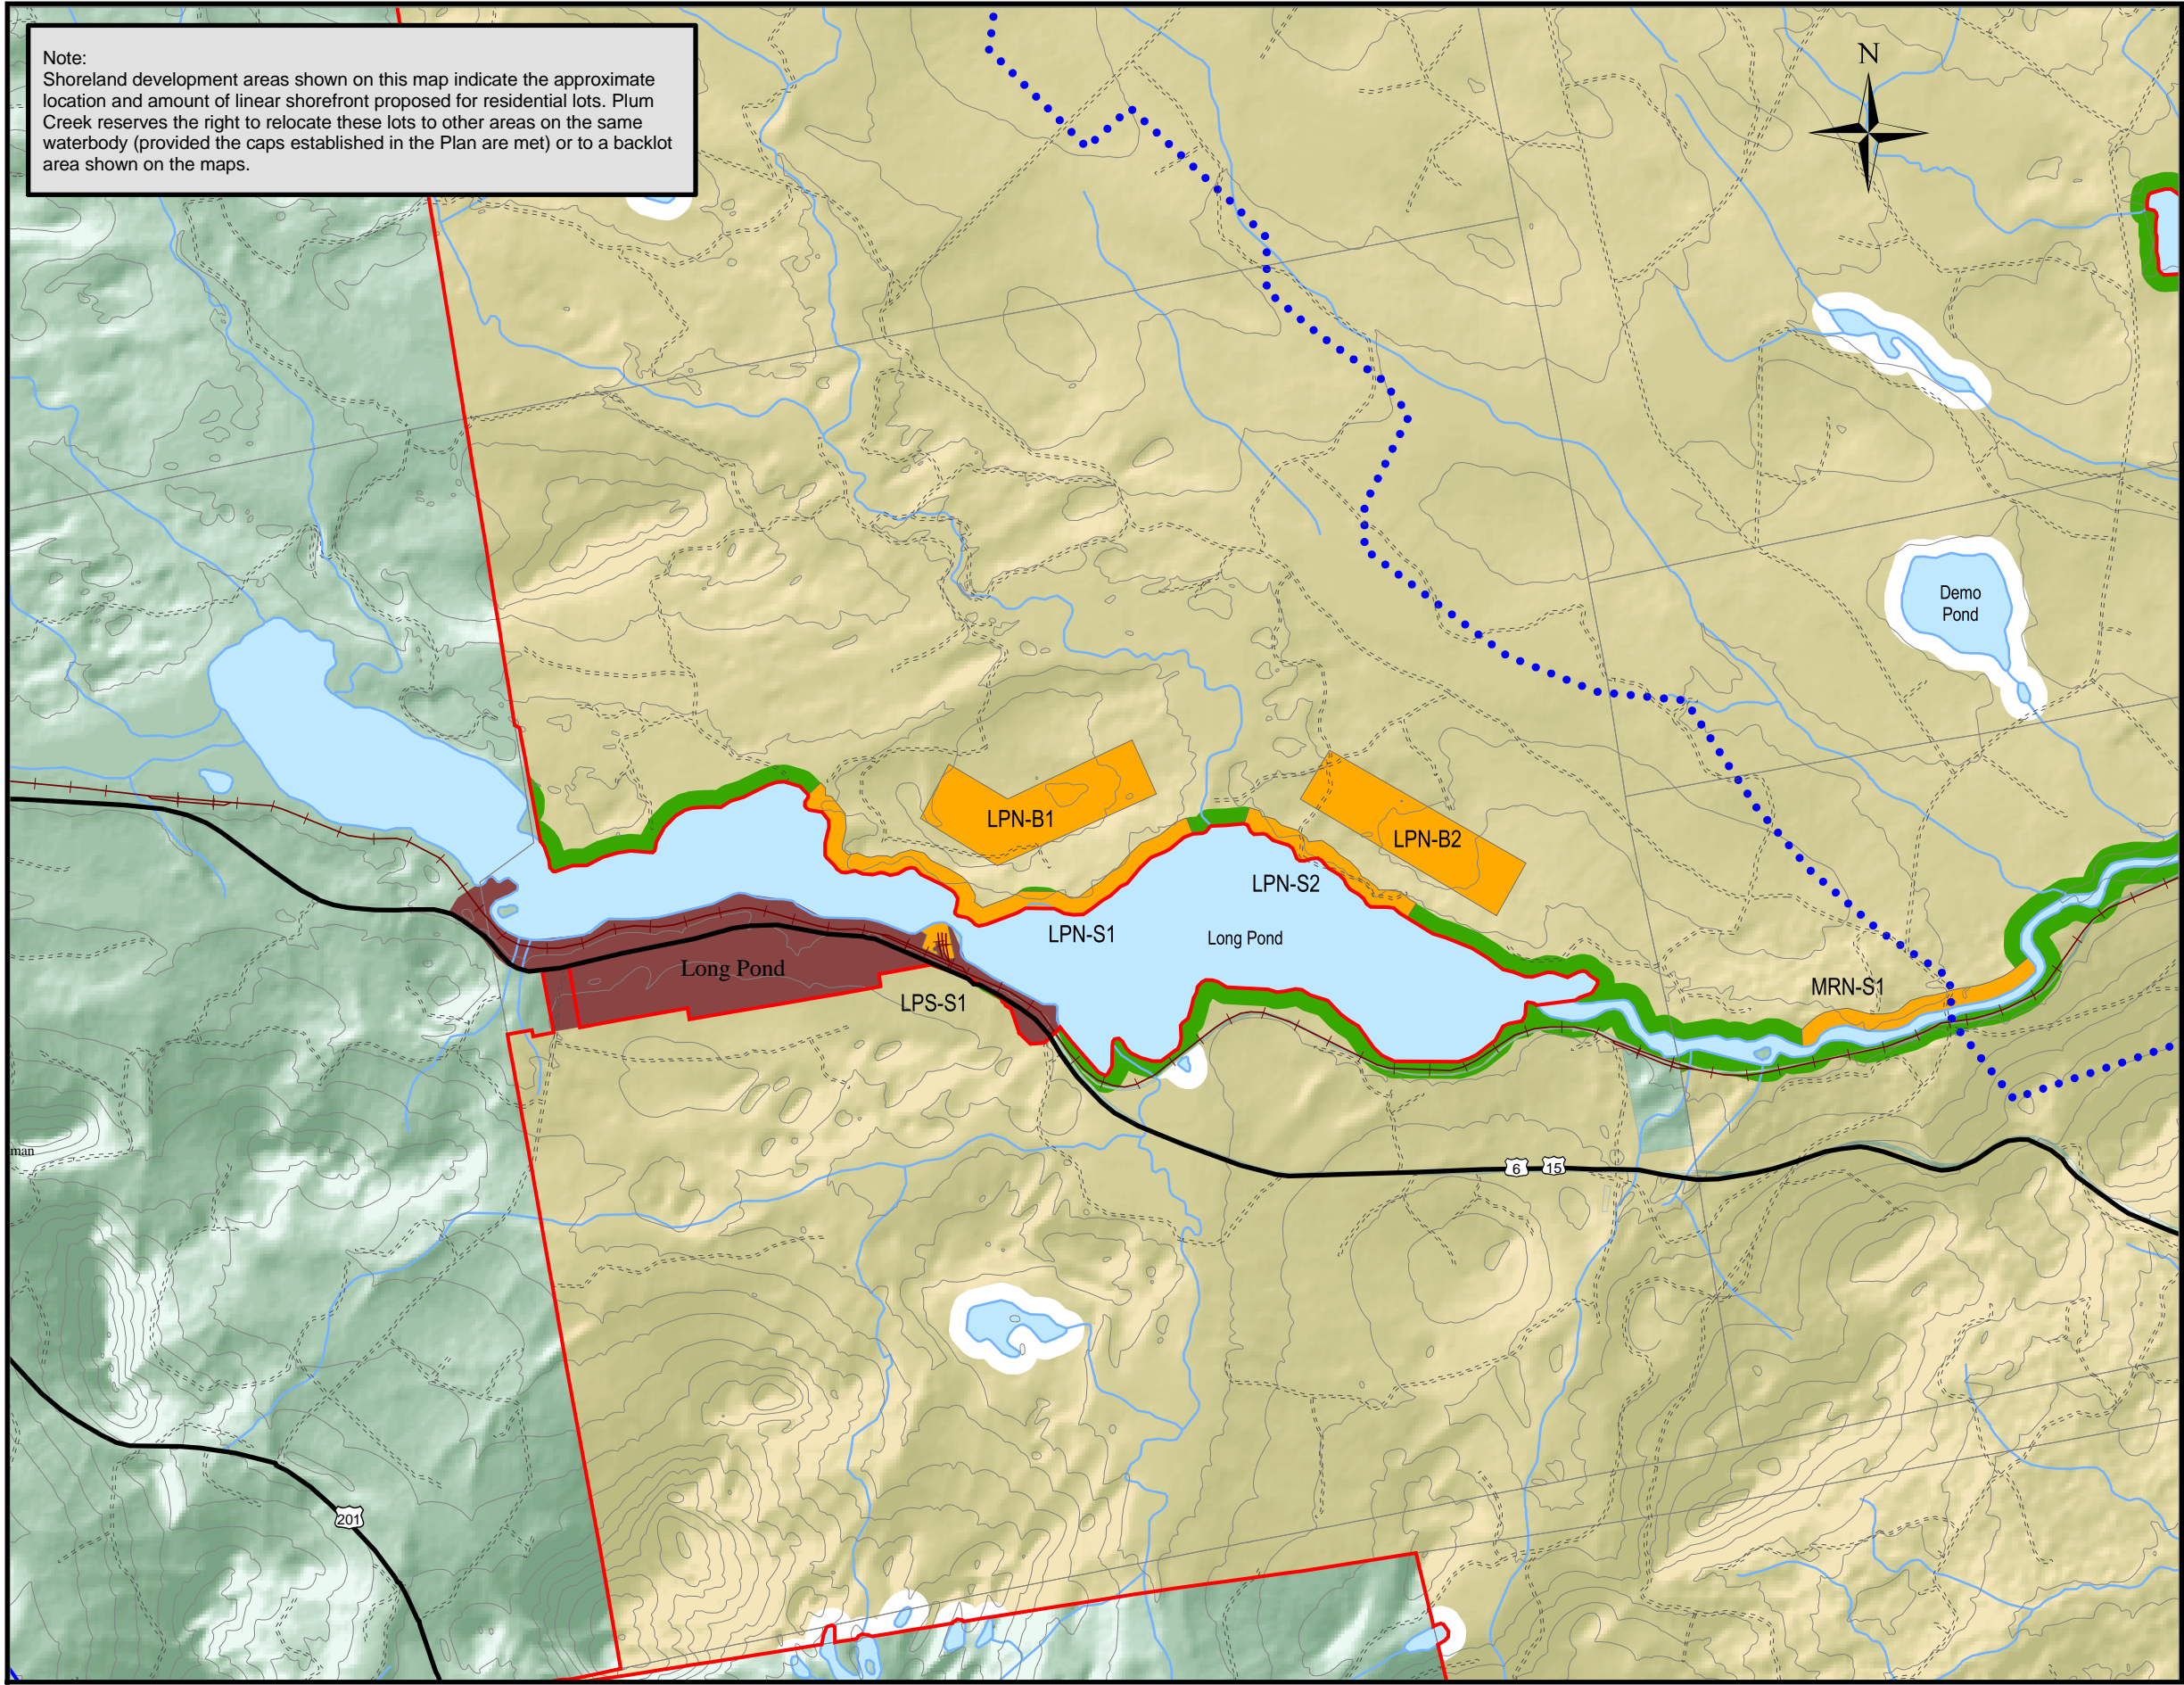 Note:
Shoreland development areas shown on this map indicate the approximate
location and amount of linear shorefront proposed for residential lots. Plum
Creek reserves the right to relocate these lots to other areas on the same
waterbody (provided the caps established in the Plan are met) or to a backlot
area shown on the maps.
N
Demo
Pond
LPN-B1
LPN-B2
LPN-S2
LPN-S1
Long Pond
Long Pond
MRN-S1
LPS-S1
man
6 15
201